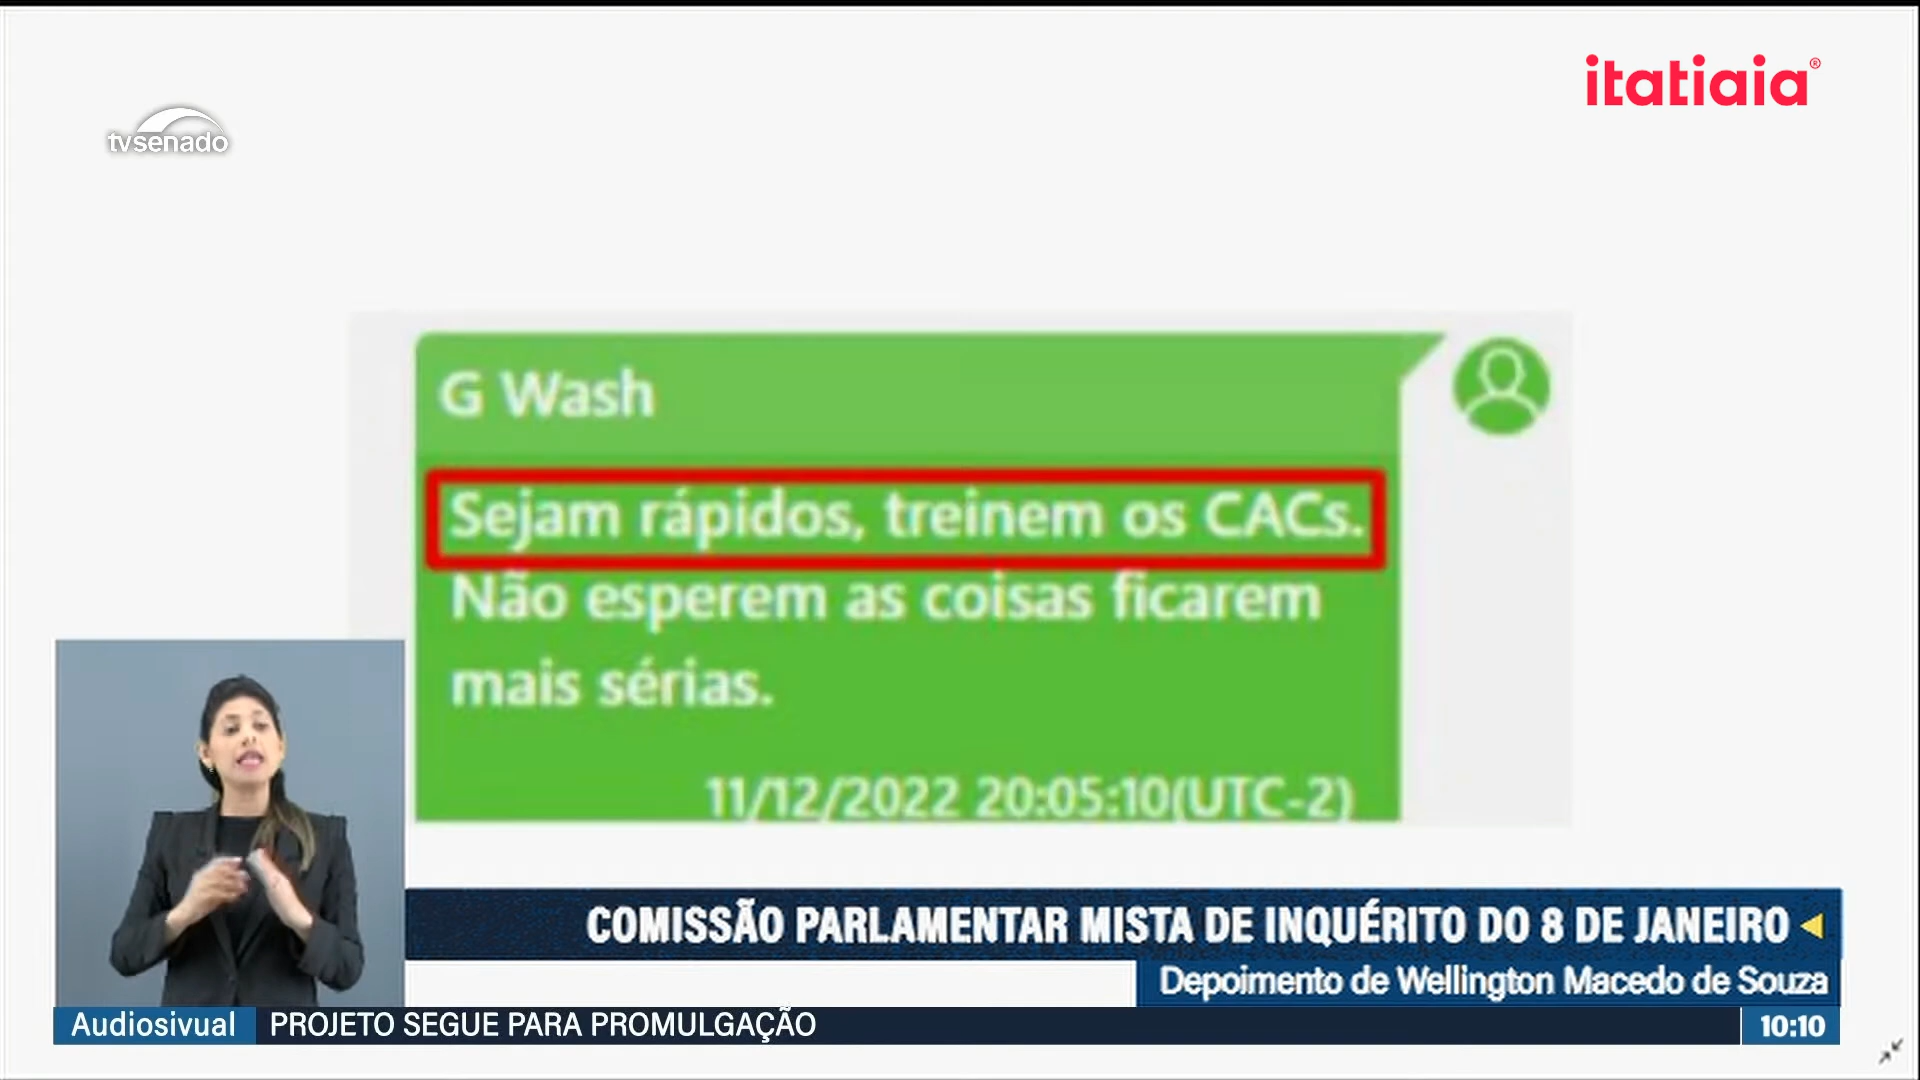 itatiaia®
tvsenado
G Wash
Sejam rápidos, treinem os CACs.
Não esperem as coisas ficarem
mais sérias.
11/12/2022 20:05:10(UTC-2)
COMISSÃO PARLAMENTAR MISTA DE INQUÉRITO DO 8 DE JANEIRO
Depoimento de Wellington Macedo de Souza
Audiosivual PROJETO SEGUE PARA PROMULGAÇÃO 10:10